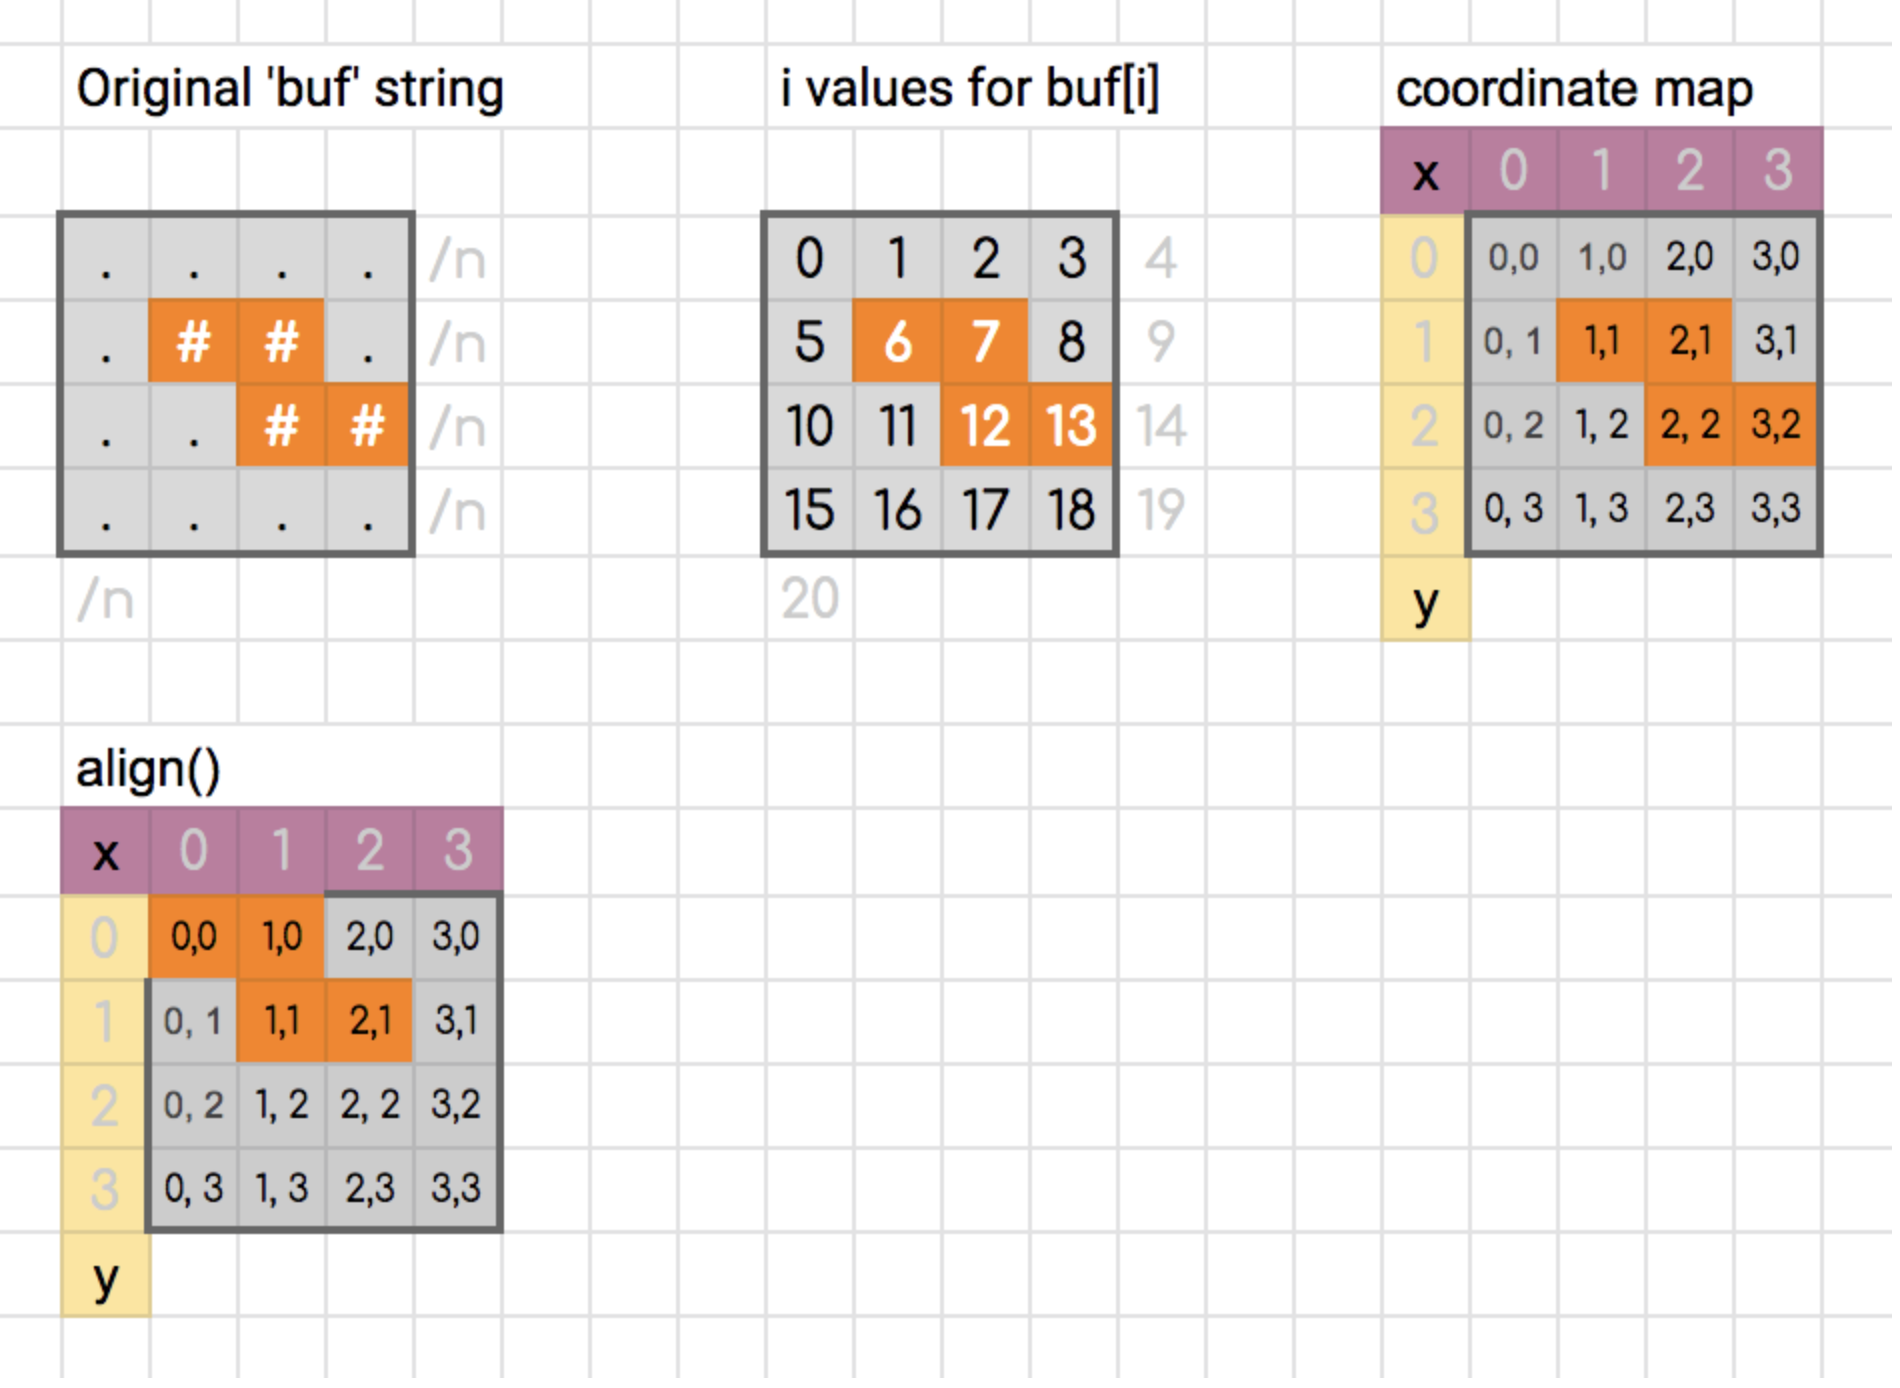 Original 'buf' string
. . . . /n
. # # . /n
. . # # /n
. . . . /n
/n
i values for buf[i]
0 1 2 3 4
5 6 7 8 9
10 11 12 13 14
15 16 17 18 19
20
coordinate map
x 0 1 2 3
0 0,0 1,0 2,0 3,0
1 0, 1 1,1 2,1 3,1
2 0, 2 1, 2 2, 2 3,2
3 0, 3 1, 3 2,3 3,3
y
align()
x 0 1 2 3
0 0,0 1,0 2,0 3,0
1 0, 1 1,1 2,1 3,1
2 0, 2 1, 2 2, 2 3,2
3 0, 3 1, 3 2,3 3,3
y